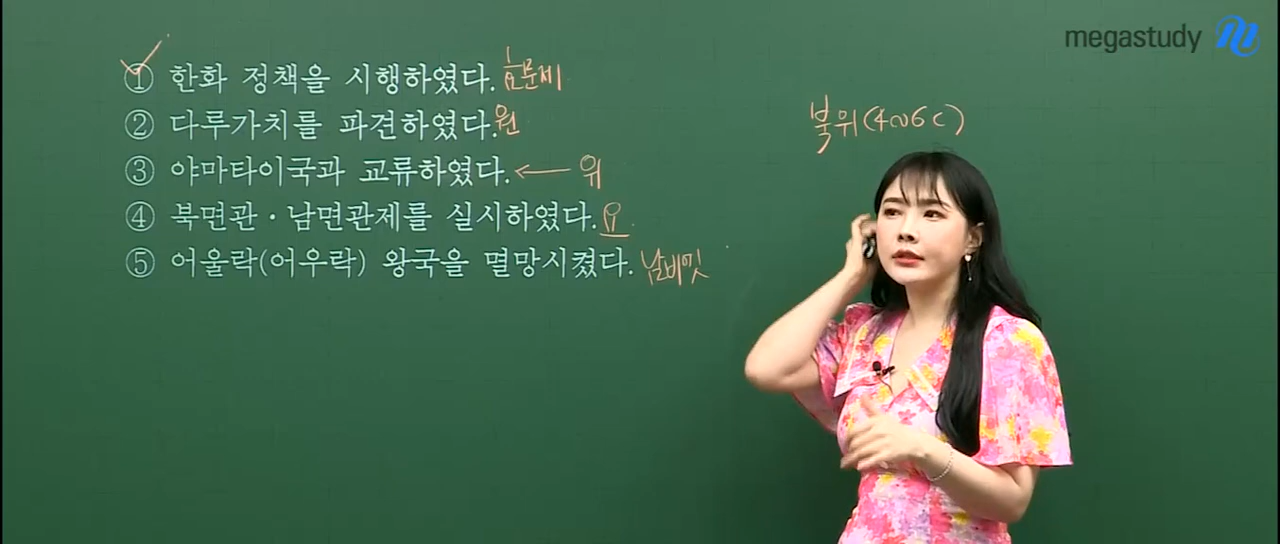 megastudy
① 한화 정책을 시행하였다. 효문제
② 다루가치를 파견하였다. 원
③ 야마타이국과 교류하였다. ← 위
④ 북면관·남면관제를 실시하였다. 요
⑤ 어울락(어우락) 왕국을 멸망시켰다. 남비엣
북위(4~6C)